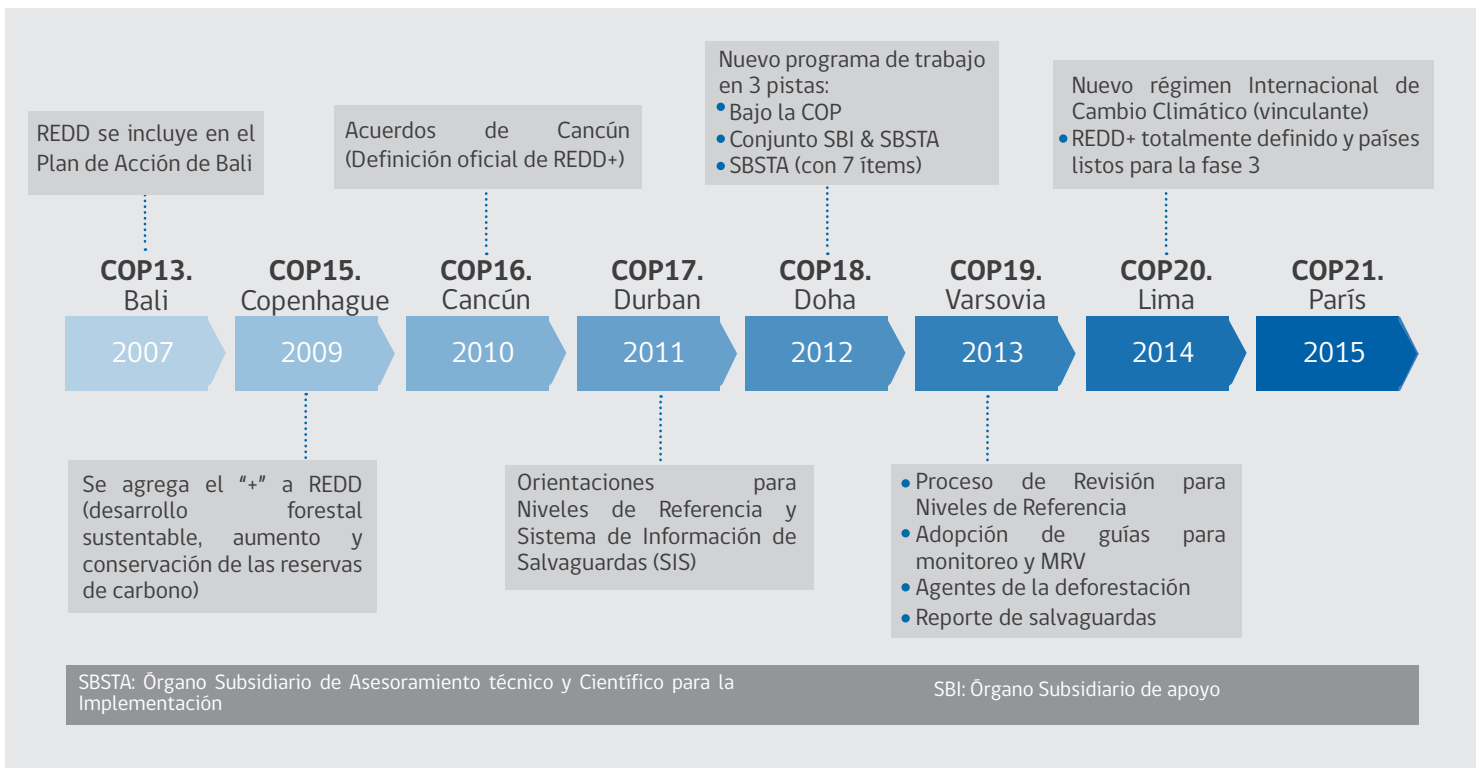 REDD se incluye en el
Plan de Acción de Bali
Acuerdos de Cancún
(Definición oficial de REDD+)
Nuevo programa de trabajo
en 3 pistas:
• Bajo la COP
• Conjunto SBI & SBSTA
• SBSTA (con 7 ítems)
Nuevo régimen Internacional de
Cambio Climático (vinculante)
• REDD+ totalmente definido y países
listos para la fase 3
COP13.
Bali
COP15.
Copenhague
COP16.
Cancún
COP17.
Durban
COP18.
Doha
COP19.
Varsovia
COP20.
Lima
COP21.
París
2007
2009
2010
2011
2012
2013
2014
2015
Se agrega el “+” a REDD
(desarrollo forestal
sustentable, aumento y
conservación de las reservas
de carbono)
Orientaciones para
Niveles de Referencia y
Sistema de Información de
Salvaguardas (SIS)
• Proceso de Revisión para
Niveles de Referencia
• Adopción de guías para
monitoreo y MRV
• Agentes de la deforestación
• Reporte de salvaguardas
SBSTA: Órgano Subsidiario de Asesoramiento técnico y Científico para la
Implementación
SBI: Órgano Subsidiario de apoyo